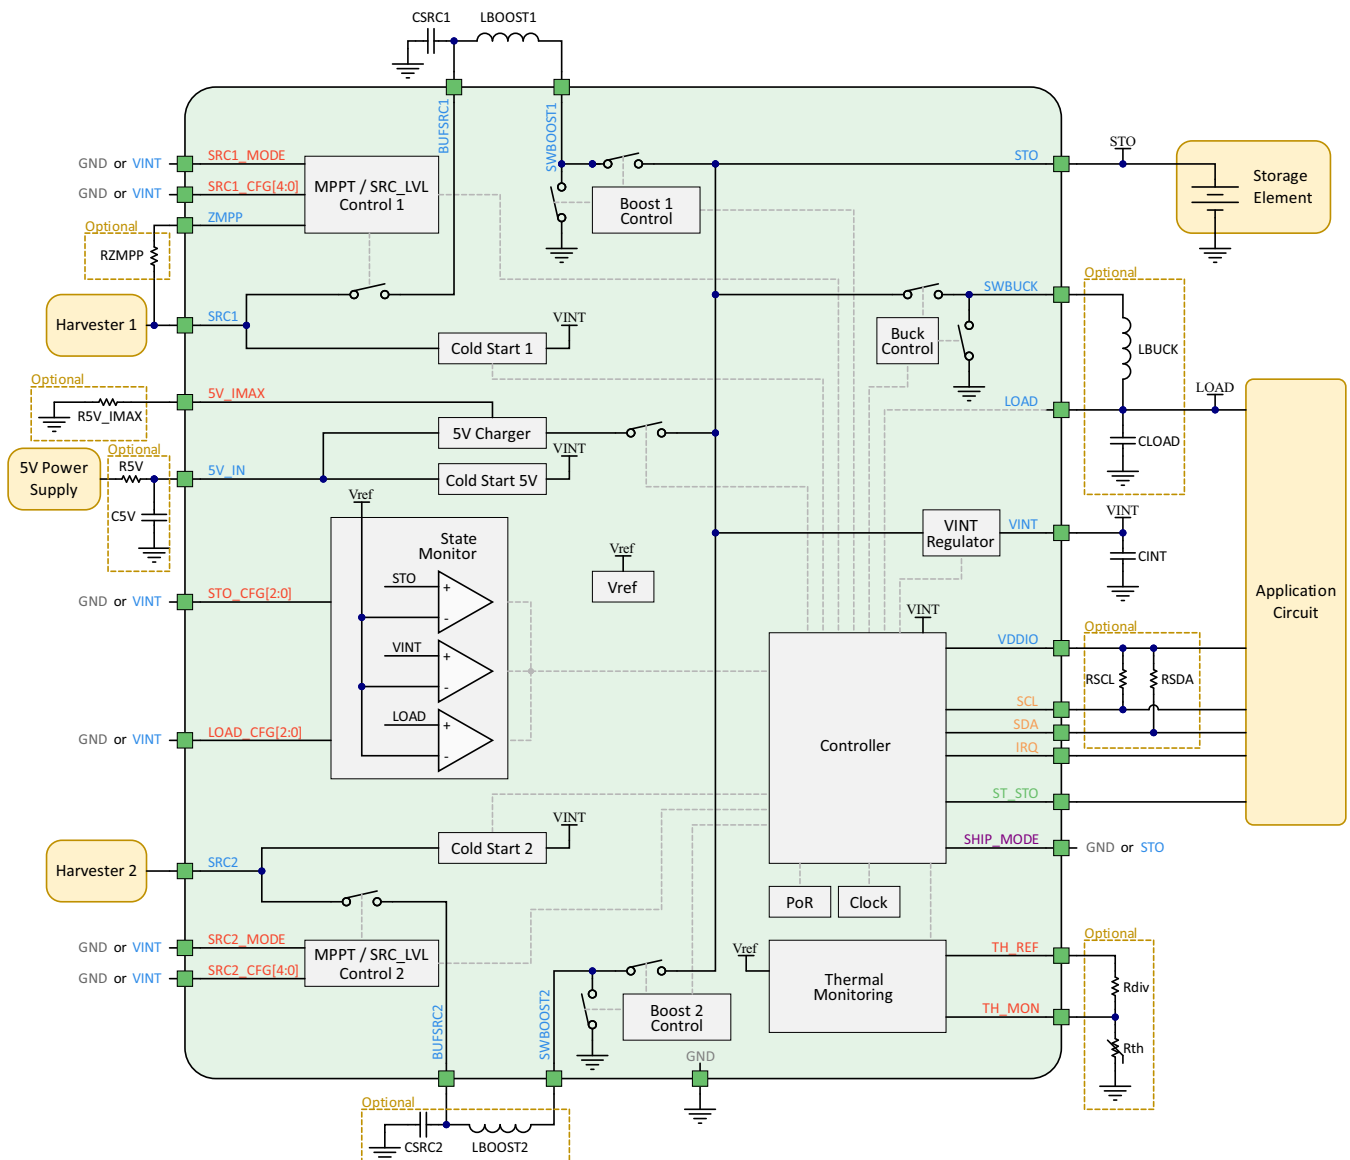 CSRC1
LBOOST1
BUFSRC1
SWBOOST1
GND or VINT
SRC1_MODE
GND or VINT
SRC1_CFG[4:0]
ZMPP
MPPT / SRC_LVL
Control 1
Optional
RZMPP
Harvester 1
SRC1
Boost 1
Control
STO
STO
Storage
Element
Cold Start 1
VINT
SWBUCK
Buck
Control
Optional
LBUCK
LOAD
LOAD
CLOAD
Optional
R5V_IMAX
5V_IMAX
5V Charger
5V Power
Supply
Optional
R5V
C5V
5V_IN
Cold Start 5V
VINT
Vref
State
Monitor
STO
+
-
VINT
+
-
LOAD
+
-
Vref
Vref
VINT
Regulator
VINT
VINT
CINT
Application
Circuit
GND or VINT
STO_CFG[2:0]
GND or VINT
LOAD_CFG[2:0]
VINT
Controller
VDDIO
SCL
SDA
IRQ
ST_STO
SHIP_MODE
GND or STO
Optional
RSCL
RSDA
PoR
Clock
Harvester 2
SRC2
Cold Start 2
VINT
GND or VINT
SRC2_MODE
GND or VINT
SRC2_CFG[4:0]
MPPT / SRC_LVL
Control 2
BUFSRC2
SWBOOST2
Boost 2
Control
GND
Vref
Thermal
Monitoring
TH_REF
TH_MON
Optional
Rdiv
Rth
Optional
CSRC2
LBOOST2